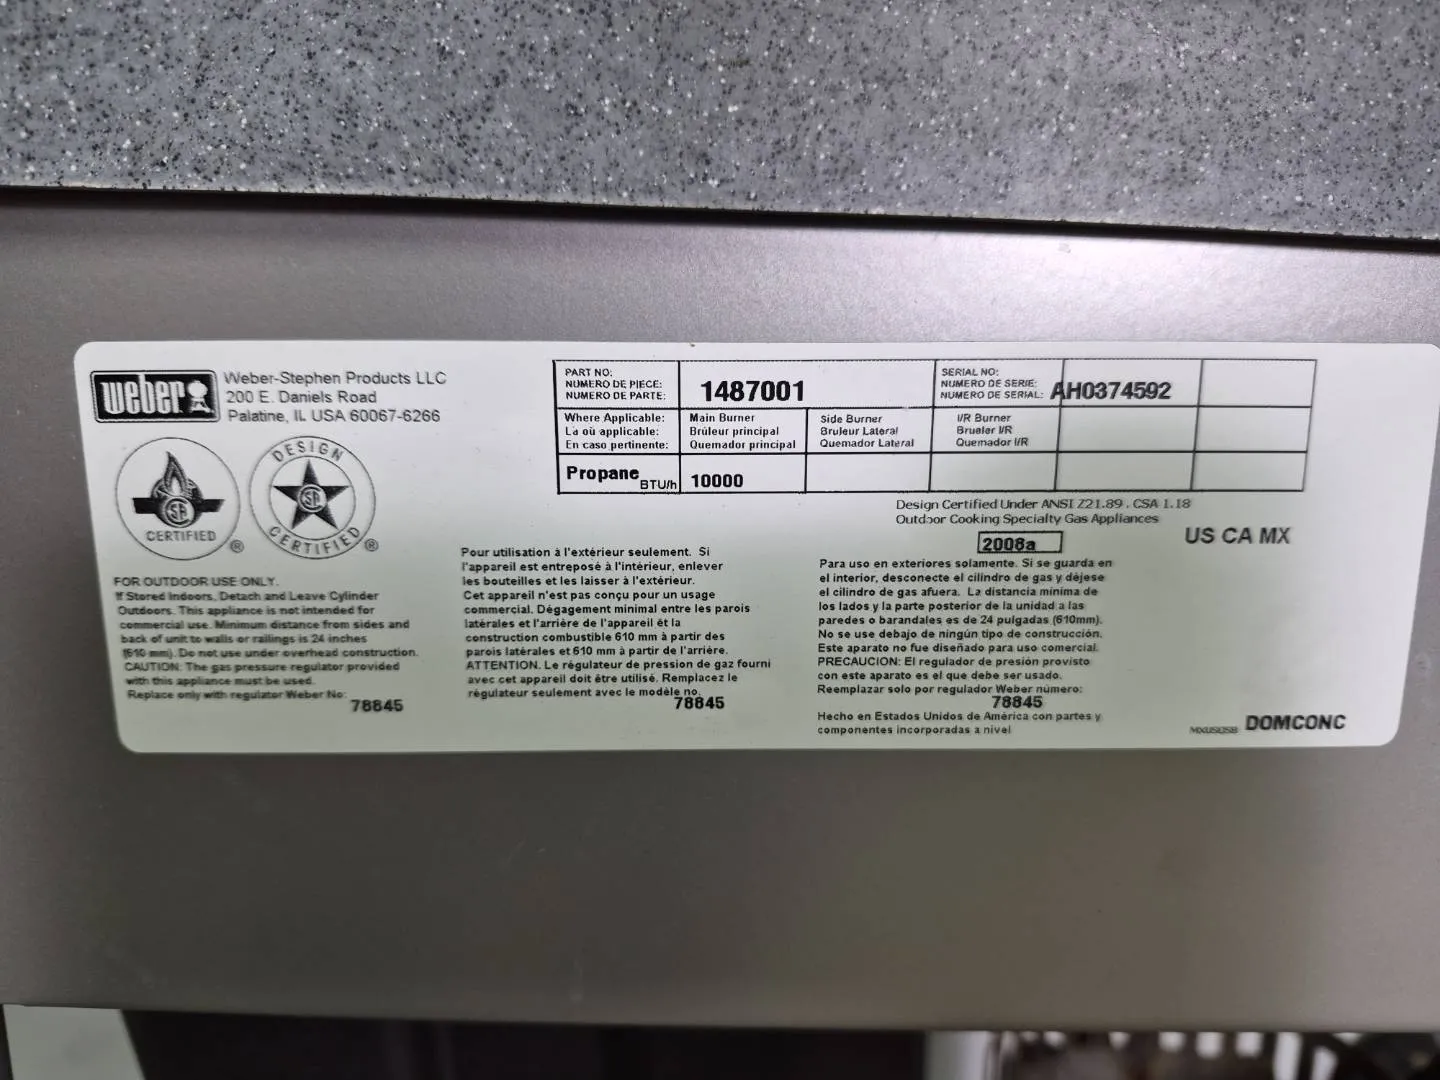 weber
Weber-Stephen Products LLC
200 E. Daniels Road
Palatine, IL USA 60067-6266
CERTIFIED ®
DESIGN
CERTIFIED ®
PART NO:
NUMERO DE PIECE:
NUMERO DE PARTE:
1487001
SERIAL NO:
NUMERO DE SERIE:
NUMERO DE SERIAL:
AH0374592
Where Applicable:
La où applicable:
En caso pertinente:
Main Burner
Brûleur principal
Quemador principal
Side Burner
Bruleur Lateral
Quemador Lateral
I/R Burner
Brueler I/R
Quemador I/R
Propane BTU/h
10000
Design Certified Under ANSI Z21.89 . CSA 1.18
Outdoor Cooking Specialty Gas Appliances
2008a
US CA MX
FOR OUTDOOR USE ONLY.
If Stored Indoors, Detach and Leave Cylinder
Outdoors. This appliance is not intended for
commercial use. Minimum distance from sides and
back of unit to walls or railings is 24 inches
(610 mm). Do not use under overhead construction.
CAUTION: The gas pressure regulator provided
with this appliance must be used.
Replace only with regulator Weber No:
78845
Pour utilisation à l'extérieur seulement. Si
l'appareil est entreposé à l'intérieur, enlever
les bouteilles et les laisser à l'extérieur.
Cet appareil n'est pas conçu pour un usage
commercial. Dégagement minimal entre les parois
latérales et l'arrière de l'appareil èt la
construction combustible 610 mm à partir des
parois latérales et 610 mm à partir de l'arrière.
ATTENTION. Le régulateur de pression de gaz fourni
avec cet appareil doit être utilisé. Remplacez le
régulateur seulement avec le modèle no.
78845
Para uso en exteriores solamente. Si se guarda en
el interior, desconecte el cilindro de gas y déjese
el cilindro de gas afuera. La distancia mínima de
los lados y la parte posterior de la unidad a las
paredes o barandales es de 24 pulgadas (610mm).
No se use debajo de ningún tipo de construcción.
Este aparato no fue diseñado para uso comercial.
PRECAUCION: El regulador de presión provisto
con este aparato es el que debe ser usado.
Reemplazar solo por regulador Weber número:
78845
Hecho en Estados Unidos de América con partes y
componentes incorporadas a nivel
DOMCONC